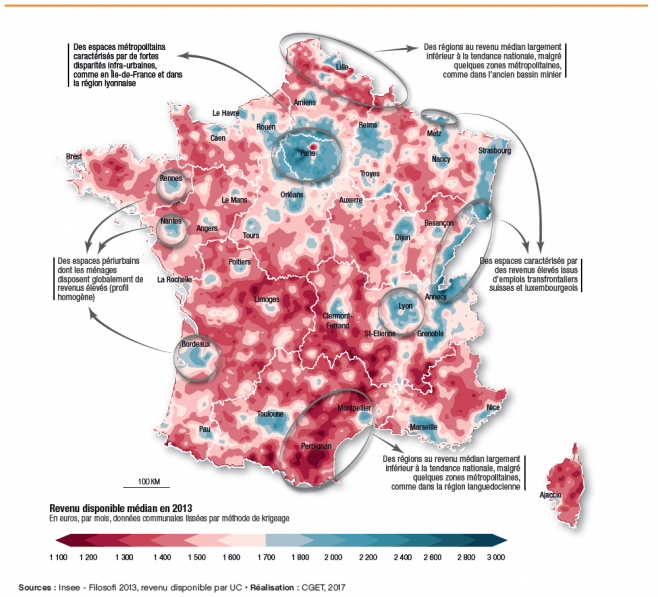 Des espaces métropolitains
caractérisés par de fortes
disparités infra-urbaines,
comme en Île-de-France et dans
la région lyonnaise
Des régions au revenu médian largement
inférieur à la tendance nationale, malgré
quelques zones métropolitaines,
comme dans l'ancien bassin minier
Lille
Amiens
Le Havre
Rouen
Caen
Reims
Metz
Paris
Nancy
Strasbourg
Brest
Troyes
Rennes
Orléans
Le Mans
Auxerre
Nantes
Angers
Tours
Besançon
Dijon
Des espaces périurbains
dont les ménages
disposent globalement de
revenus élevés (profil
homogène)
Poitiers
Des espaces caractérisés par
des revenus élevés issus
d'emplois transfrontaliers
suisses et luxembourgeois
La Rochelle
Limoges
Annecy
Lyon
Clermont-
Ferrand
St-Etienne
Grenoble
Bordeaux
Montpellier
Nice
Toulouse
Pau
Marseille
Perpignan
Des régions au revenu médian largement
inférieur à la tendance nationale, malgré
quelques zones métropolitaines,
comme dans la région languedocienne
100 KM
Ajaccio
Revenu disponible médian en 2013
En euros, par mois, données communales lissées par méthode de krigeage
1 100 1 200 1 300 1 400 1 500 1 600 1 700 1 800 2 000 2 200 2 400 2 600 2 800 3 000
Sources : Insee - Filosofi 2013, revenu disponible par UC • Réalisation : CGET, 2017